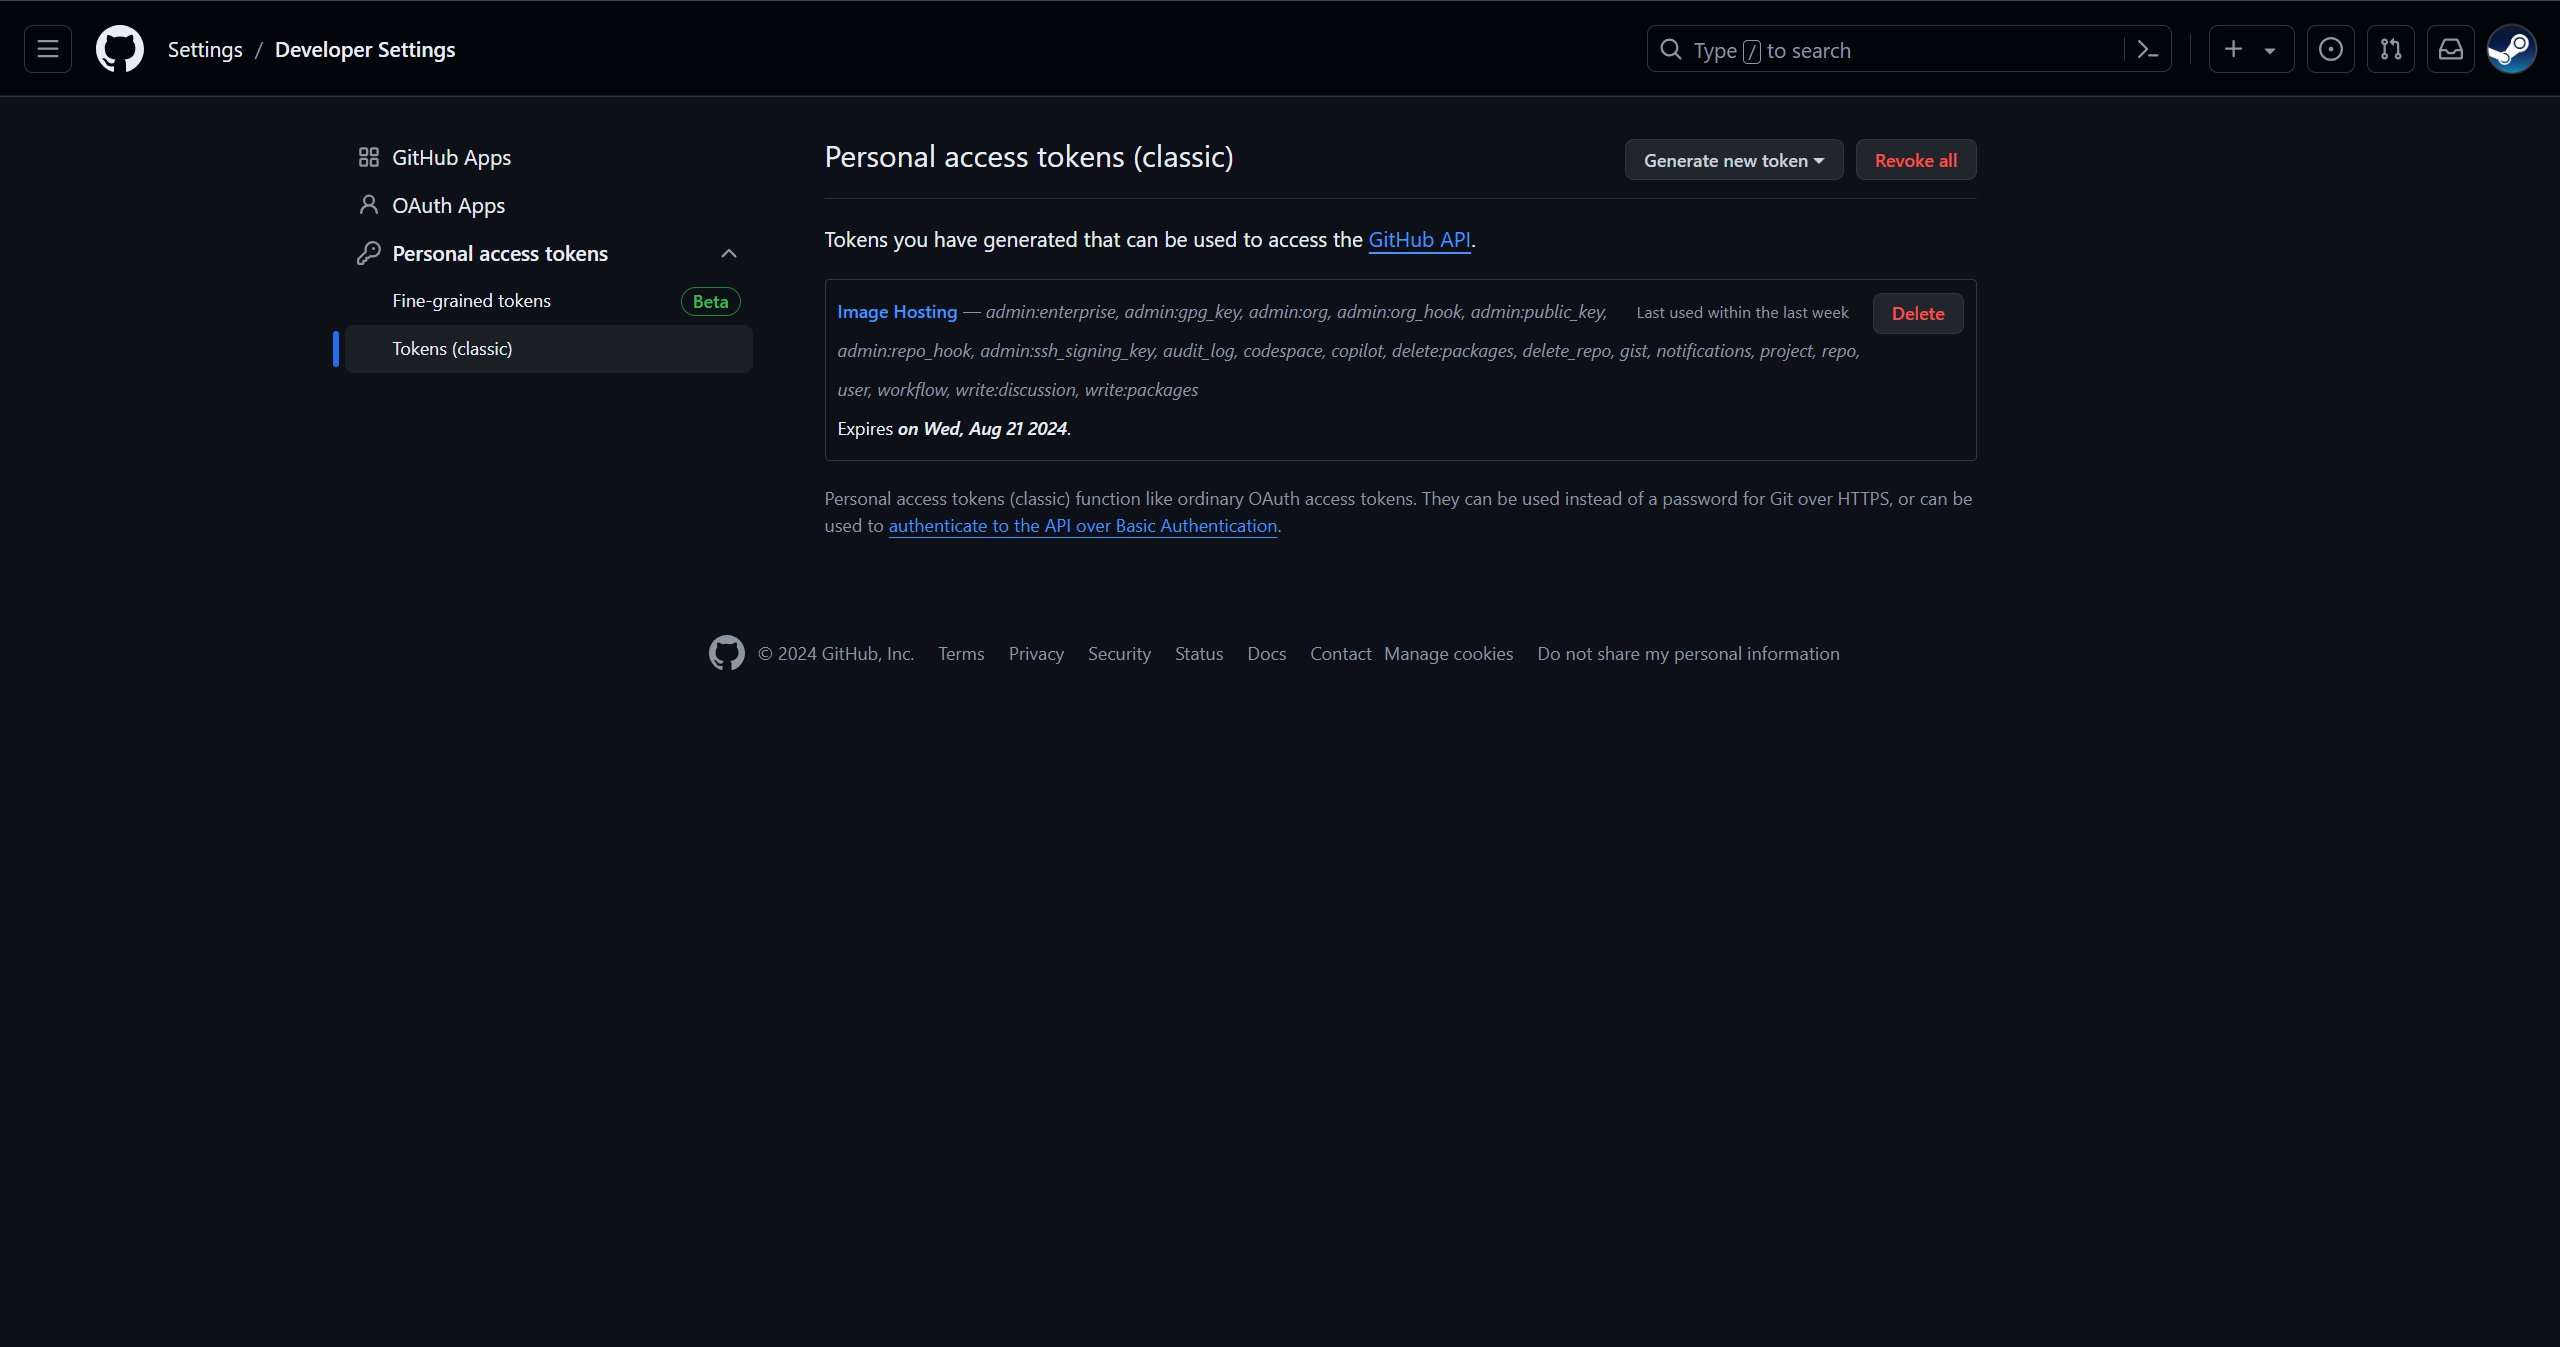 Settings / Developer Settings
Type / to search
GitHub Apps
OAuth Apps
Personal access tokens
Fine-grained tokens Beta
Tokens (classic)
Personal access tokens (classic)
Generate new token
Revoke all
Tokens you have generated that can be used to access the GitHub API.
Image Hosting — admin:enterprise, admin:gpg_key, admin:org, admin:org_hook, admin:public_key,
Last used within the last week
Delete
admin:repo_hook, admin:ssh_signing_key, audit_log, codespace, copilot, delete:packages, delete_repo, gist, notifications, project, repo,
user, workflow, write:discussion, write:packages
Expires on Wed, Aug 21 2024.
Personal access tokens (classic) function like ordinary OAuth access tokens. They can be used instead of a password for Git over HTTPS, or can be
used to authenticate to the API over Basic Authentication.
© 2024 GitHub, Inc. Terms Privacy Security Status Docs Contact Manage cookies Do not share my personal information